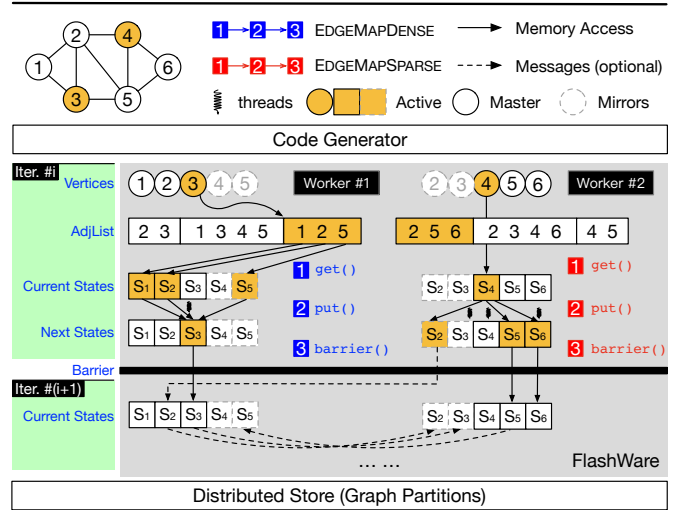 2 4
1 6
3 5
1 2 3 EDGEMAPDENSE Memory Access
1 2 3 EDGEMAPSPARSE Messages (optional)
threads Active Master Mirrors
Code Generator
Iter. #i
Vertices 1 2 3 4 5 Worker #1 2 3 4 5 6 Worker #2
AdjList 2 3 1 3 4 5 1 2 5 2 5 6 2 3 4 6 4 5
1 get() 1 get()
Current States S1 S2 S3 S4 S5 S2 S3 S4 S5 S6
2 put() 2 put()
Next States S1 S2 S3 S4 S5 S2 S3 S4 S5 S6
3 barrier() 3 barrier()
Barrier
Iter. #(i+1)
Current States S1 S2 S3 S4 S5 S2 S3 S4 S5 S6
... ... FlashWare
Distributed Store (Graph Partitions)